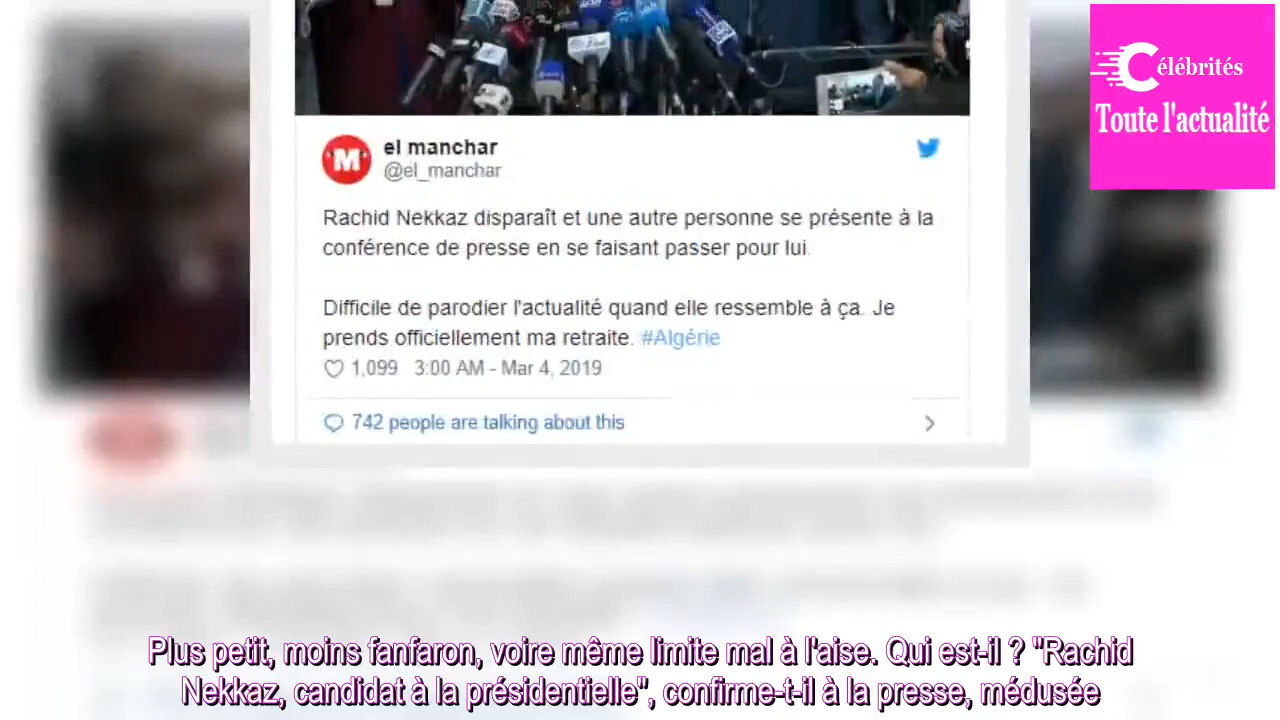 Célébrités
Toute l'actualité
M
el manchar
@el_manchar
Rachid Nekkaz disparaît et une autre personne se présente à la
conférence de presse en se faisant passer pour lui.
Difficile de parodier l'actualité quand elle ressemble à ça. Je
prends officiellement ma retraite. #Algérie
1,099 3:00 AM - Mar 4, 2019
742 people are talking about this
Plus petit, moins fanfaron, voire même limite mal à l'aise. Qui est-il ? "Rachid
Nekkaz, candidat à la présidentielle", confirme-t-il à la presse, médusée